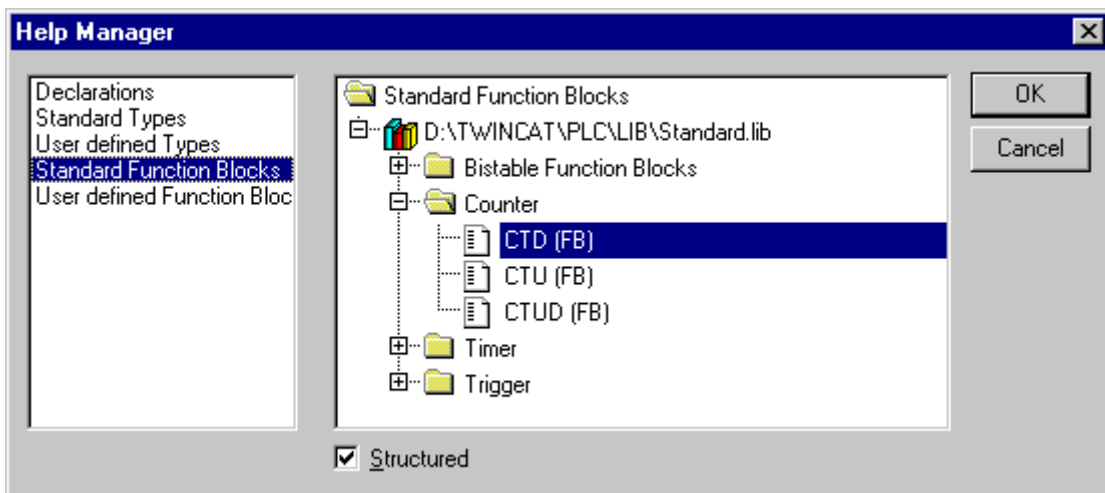 Help Manager
Declarations
Standard Types
User defined Types
Standard Function Blocks
User defined Function Bloc
Standard Function Blocks
D:\TWINCAT\PLC\LIB\Standard.lib
Bistable Function Blocks
Counter
CTD (FB)
CTU (FB)
CTUD (FB)
Timer
Trigger
Structured
OK
Cancel